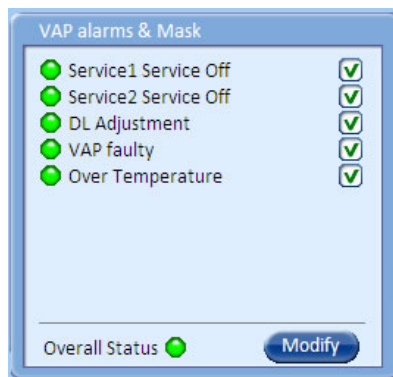 VAP alarms & Mask
Service1 Service Off
Service2 Service Off
DL Adjustment
VAP faulty
Over Temperature
Overall Status Modify